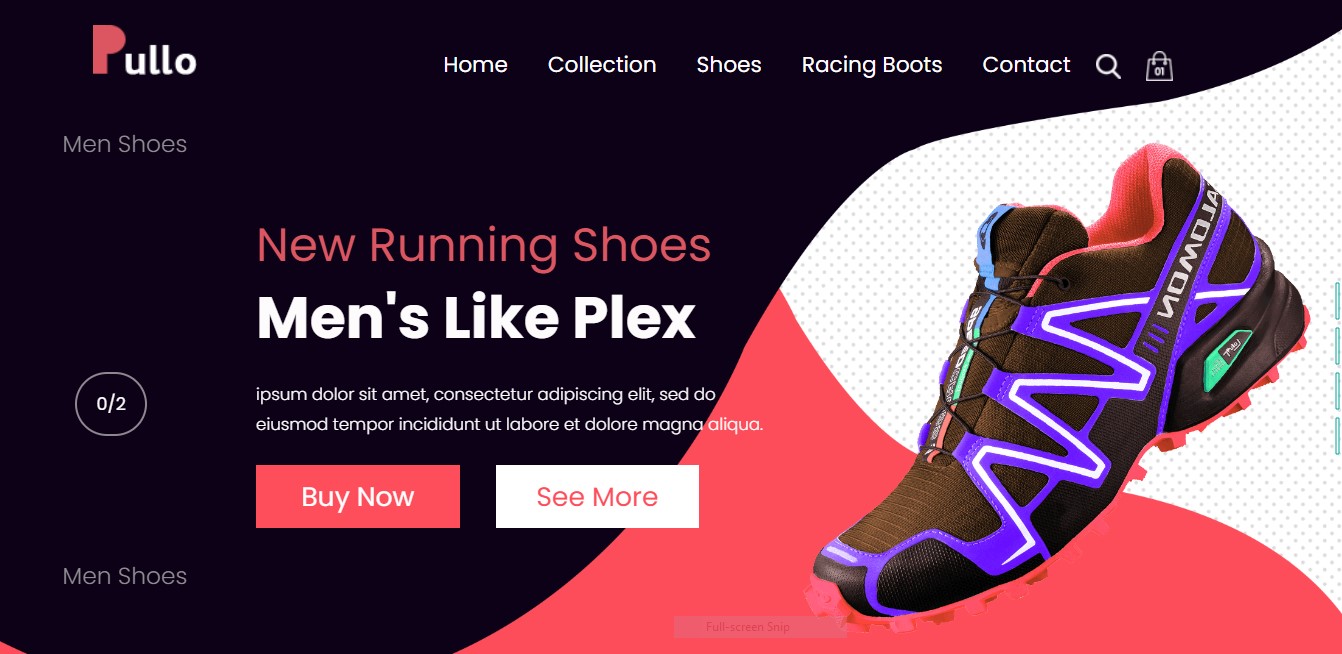 Pullo
Home Collection Shoes Racing Boots Contact
01
Men Shoes
New Running Shoes
Men's Like Plex
ipsum dolor sit amet, consectetur adipiscing elit, sed do
eiusmod tempor incididunt ut labore et dolore magna aliqua.
0/2
Buy Now
See More
Men Shoes
Full-screen Snip